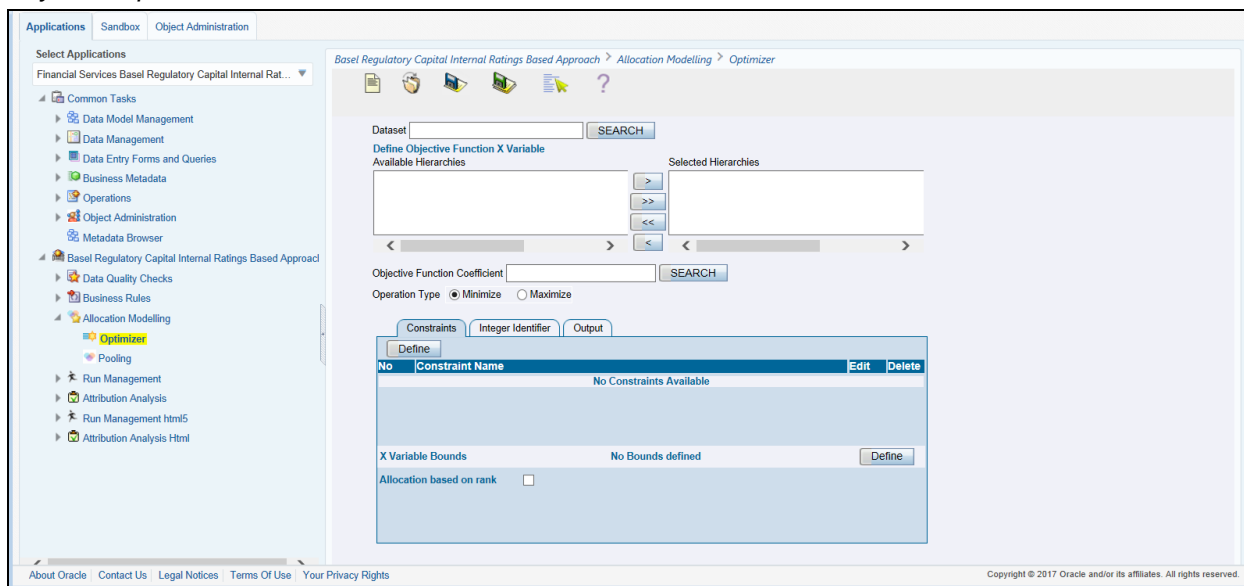 Applications Sandbox Object Administration
Select Applications
Financial Services Basel Regulatory Capital Internal Rat...
Common Tasks
Data Model Management
Data Management
Data Entry Forms and Queries
Business Metadata
Operations
Object Administration
Metadata Browser
Basel Regulatory Capital Internal Ratings Based Approacl
Data Quality Checks
Business Rules
Allocation Modelling
Optimizer
Pooling
Run Management
Attribution Analysis
Run Management html5
Attribution Analysis Html
Basel Regulatory Capital Internal Ratings Based Approach > Allocation Modelling > Optimizer
?
Dataset SEARCH
Define Objective Function X Variable
Available Hierarchies Selected Hierarchies
>
>>
<<
<
Objective Function Coefficient SEARCH
Operation Type Minimize Maximize
Constraints Integer Identifier Output
Define
No Constraint Name Edit Delete
No Constraints Available
X Variable Bounds No Bounds defined Define
Allocation based on rank
About Oracle Contact Us Legal Notices Terms Of Use Your Privacy Rights
Copyright © 2017 Oracle and/or its affiliates. All rights reserved.